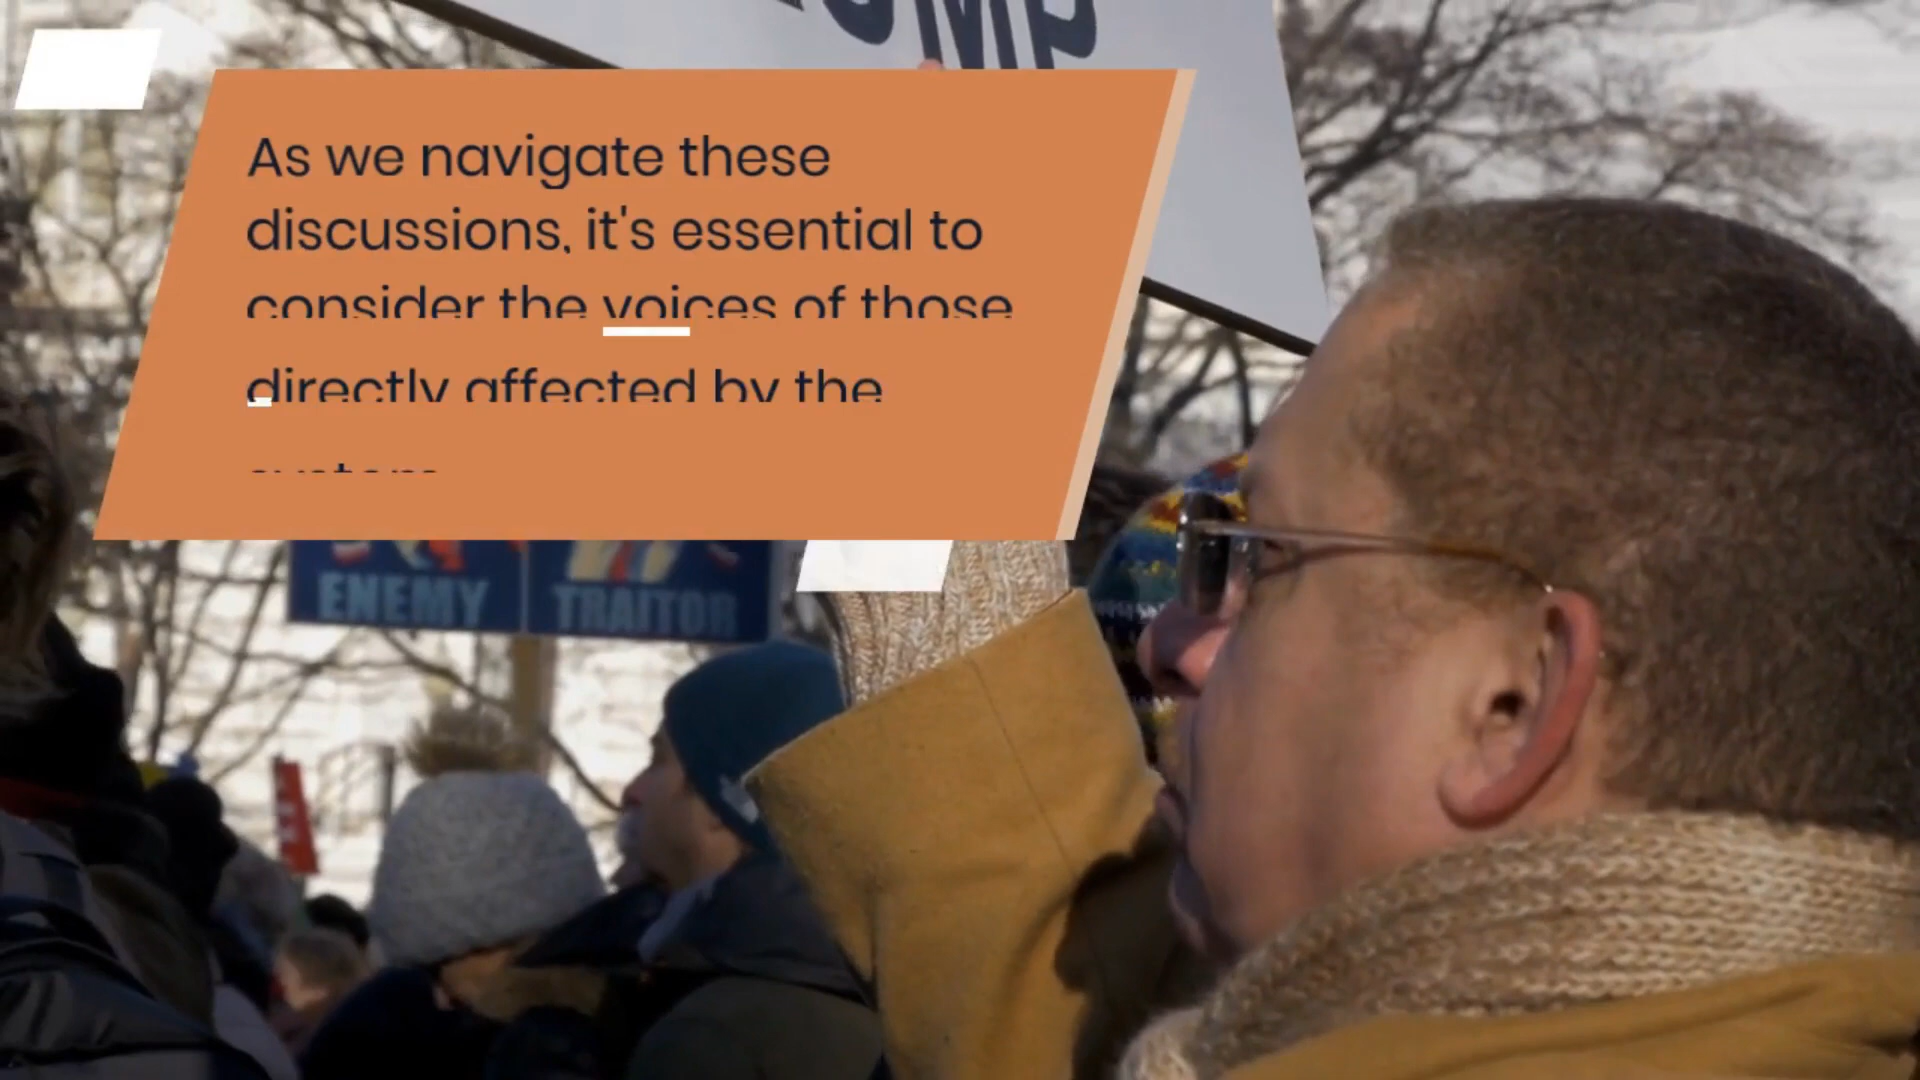 As we navigate these
discussions, it's essential to
consider the voices of those
directly affected by the
ENEMY
TRAITOR